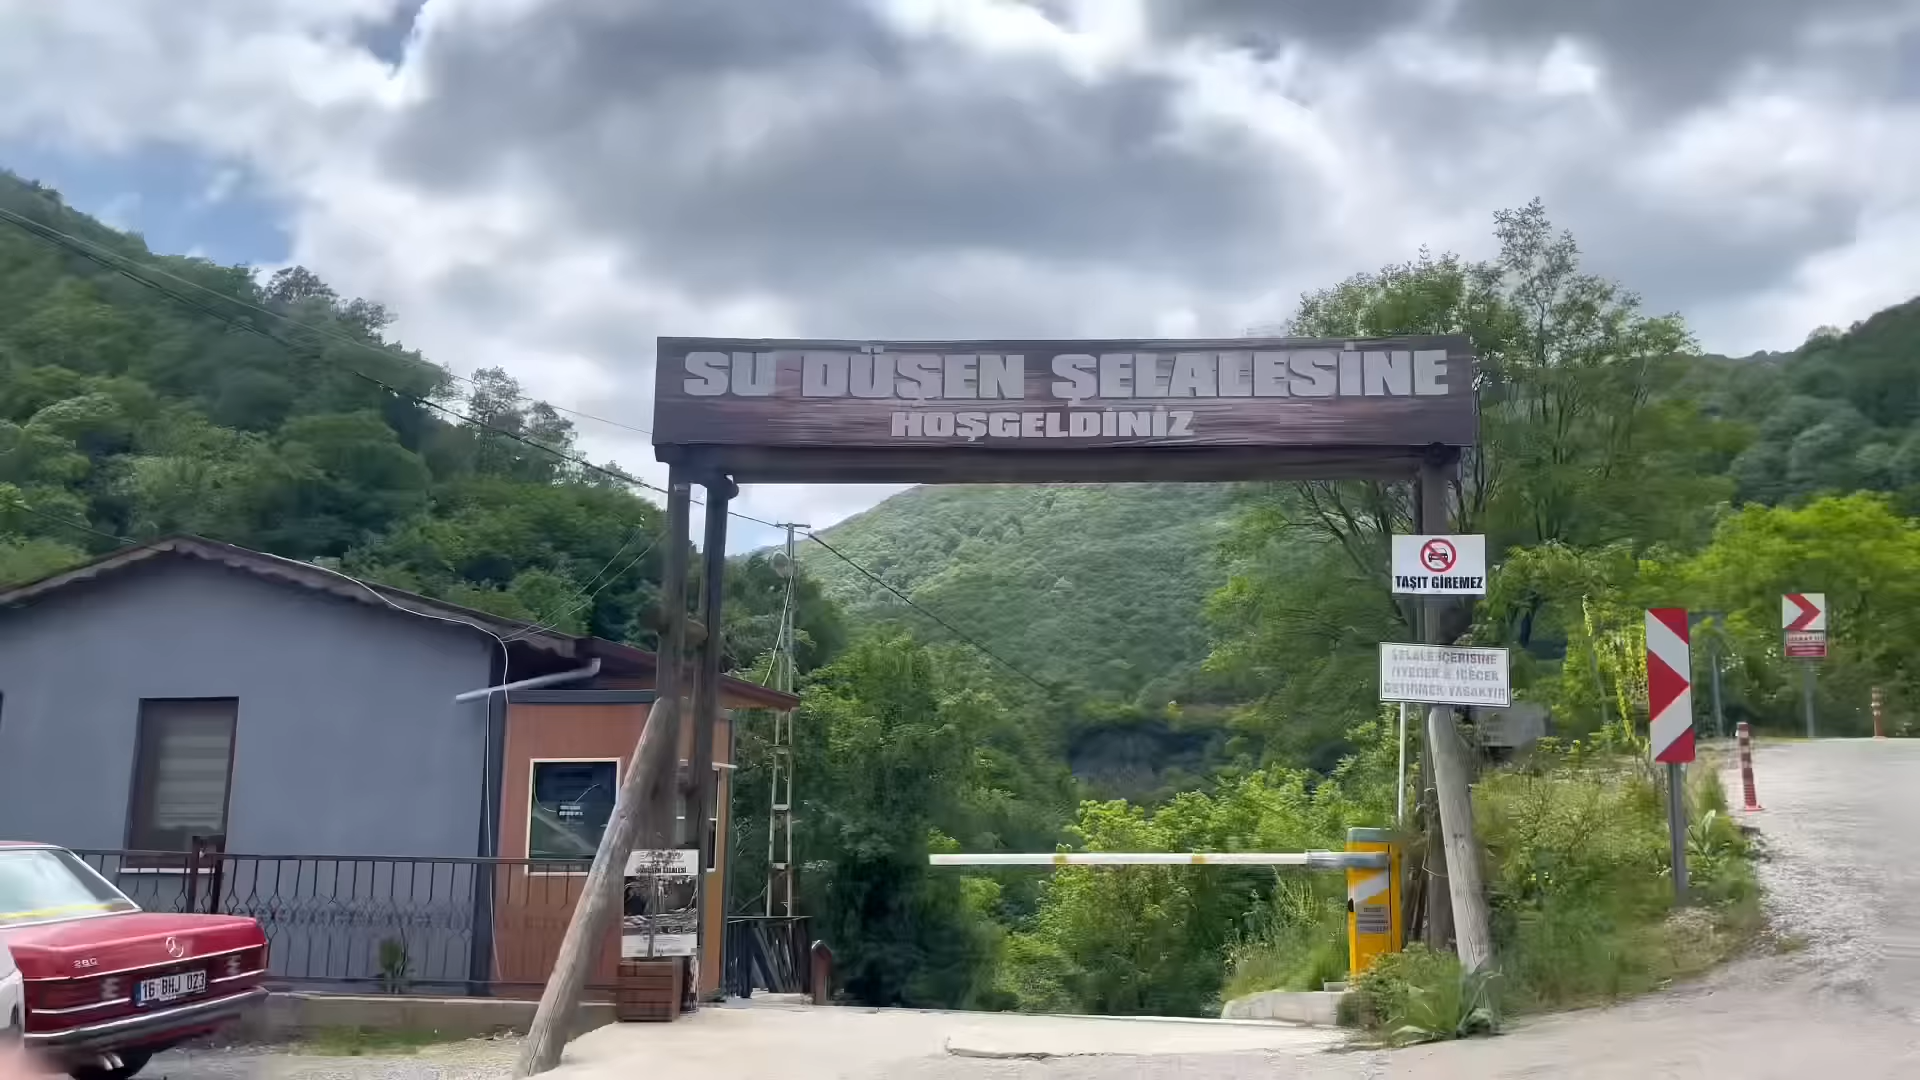 SU DÜŞEN ŞELALESİNE
HOŞGELDİNİZ
TAŞIT GİREMEZ
ŞELALE İÇERİSİNE
YİYECEK & İÇECEK
GETİRMEK YASAKTIR
280
16 BHJ 023